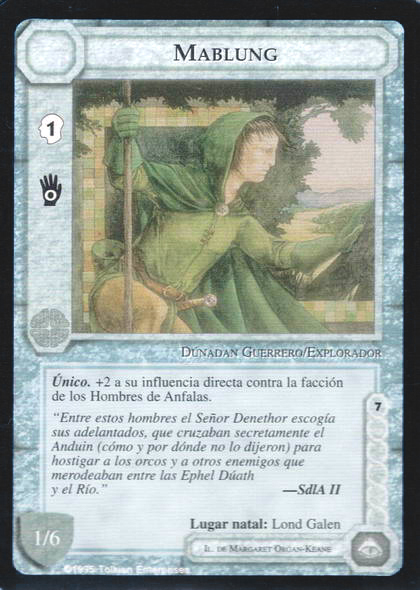 MABLUNG
1
0
DÚNADAN GUERRERO/EXPLORADOR
Único. +2 a su influencia directa contra la facción
de los Hombres de Anfalas.
7
“Entre estos hombres el Señor Denethor escogía
sus adelantados, que cruzaban secretamente el
Anduin (cómo y por dónde no lo dijeron) para
hostigar a los orcos y a otros enemigos que
merodeaban entre las Ephel Dúath
y el Río.” —SdlA II
Lugar natal: Lond Galen
1/6
IL. DE MARGARET ORGAN-KEANE
©1995 Tolkien Enterprises